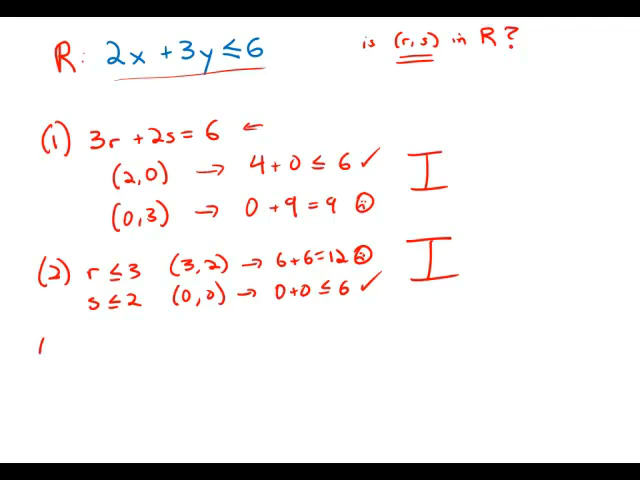 R: 2x + 3y ≤ 6
is (r,s) in R?
(1) 3r + 2s = 6 ←
(2,0) → 4 + 0 ≤ 6 ✓ I
(0,3) → 0 + 9 = 9 ☹
(2) r ≤ 3 (3,2) → 6+6=12 ☹ I
s ≤ 2 (0,0) → 0+0 ≤ 6 ✓
(